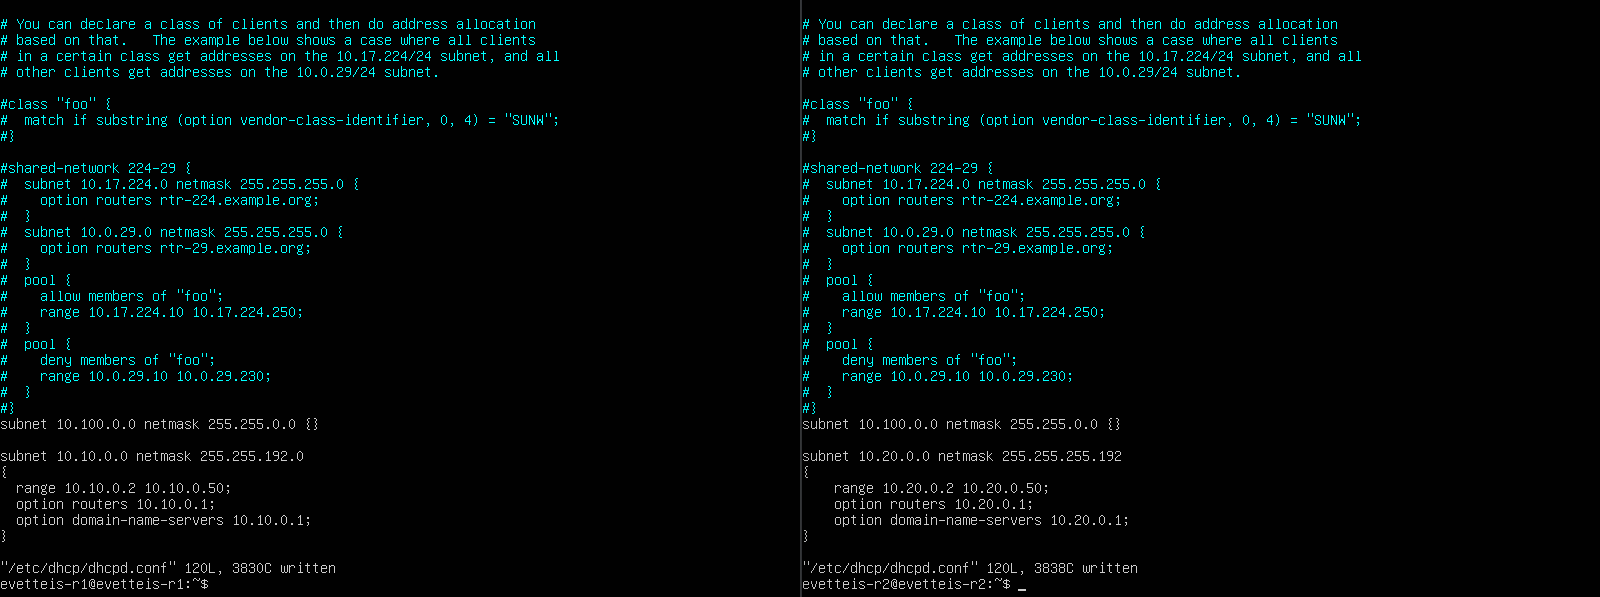 # You can declare a class of clients and then do address allocation
# based on that.   The example below shows a case where all clients
# in a certain class get addresses on the 10.17.224/24 subnet, and all
# other clients get addresses on the 10.0.29/24 subnet.

#class "foo" {
#  match if substring (option vendor-class-identifier, 0, 4) = "SUNW";
#}

#shared-network 224-29 {
#  subnet 10.17.224.0 netmask 255.255.255.0 {
#    option routers rtr-224.example.org;
#  }
#  subnet 10.0.29.0 netmask 255.255.255.0 {
#    option routers rtr-29.example.org;
#  }
#  pool {
#    allow members of "foo";
#    range 10.17.224.10 10.17.224.250;
#  }
#  pool {
#    deny members of "foo";
#    range 10.0.29.10 10.0.29.230;
#  }
#}
subnet 10.100.0.0 netmask 255.255.0.0 {}

subnet 10.10.0.0 netmask 255.255.192.0
{
  range 10.10.0.2 10.10.0.50;
  option routers 10.10.0.1;
  option domain-name-servers 10.10.0.1;
}

"/etc/dhcp/dhcpd.conf" 120L, 3830C written
evetteis-r1@evetteis-r1:~$

# You can declare a class of clients and then do address allocation
# based on that.   The example below shows a case where all clients
# in a certain class get addresses on the 10.17.224/24 subnet, and all
# other clients get addresses on the 10.0.29/24 subnet.

#class "foo" {
#  match if substring (option vendor-class-identifier, 0, 4) = "SUNW";
#}

#shared-network 224-29 {
#  subnet 10.17.224.0 netmask 255.255.255.0 {
#    option routers rtr-224.example.org;
#  }
#  subnet 10.0.29.0 netmask 255.255.255.0 {
#    option routers rtr-29.example.org;
#  }
#  pool {
#    allow members of "foo";
#    range 10.17.224.10 10.17.224.250;
#  }
#  pool {
#    deny members of "foo";
#    range 10.0.29.10 10.0.29.230;
#  }
#}
subnet 10.100.0.0 netmask 255.255.0.0 {}

subnet 10.20.0.0 netmask 255.255.255.192
{
    range 10.20.0.2 10.20.0.50;
    option routers 10.20.0.1;
    option domain-name-servers 10.20.0.1;
}

"/etc/dhcp/dhcpd.conf" 120L, 3838C written
evetteis-r2@evetteis-r2:~$ _